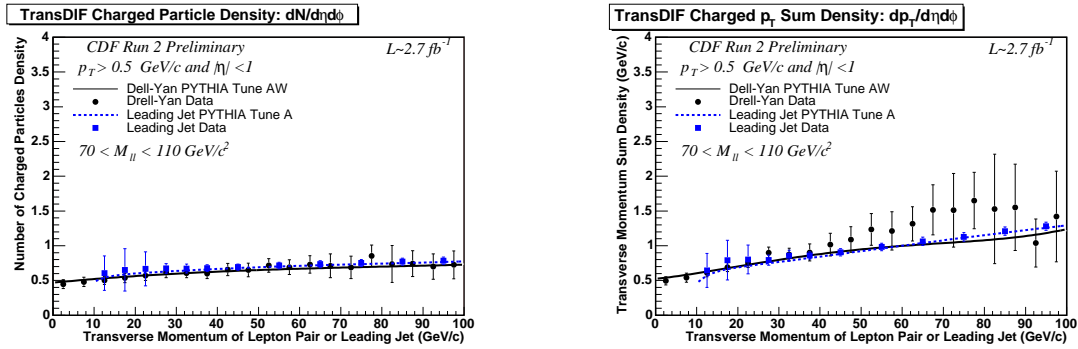 TransDIF Charged Particle Density: dN/dηdϕ
Number of Charged Particles Density
4
3.5
3
2.5
2
1.5
1
0.5
0
CDF Run 2 Preliminary
L~2.7 fb⁻¹
p_T > 0.5 GeV/c and |η| <1
Dell-Yan PYTHIA Tune AW
Drell-Yan Data
Leading Jet PYTHIA Tune A
Leading Jet Data
70 < M_ll < 110 GeV/c²
0 10 20 30 40 50 60 70 80 90 100
Transverse Momentum of Lepton Pair or Leading Jet (GeV/c)
TransDIF Charged p_T Sum Density: dp_T/dηdϕ
Transverse Momentum Sum Density (GeV/c)
4
3.5
3
2.5
2
1.5
1
0.5
0
CDF Run 2 Preliminary
L~2.7 fb⁻¹
p_T > 0.5 GeV/c and |η| <1
Dell-Yan PYTHIA Tune AW
Drell-Yan Data
Leading Jet PYTHIA Tune A
Leading Jet Data
70 < M_ll < 110 GeV/c²
0 10 20 30 40 50 60 70 80 90 100
Transverse Momentum of Lepton Pair or Leading Jet (GeV/c)